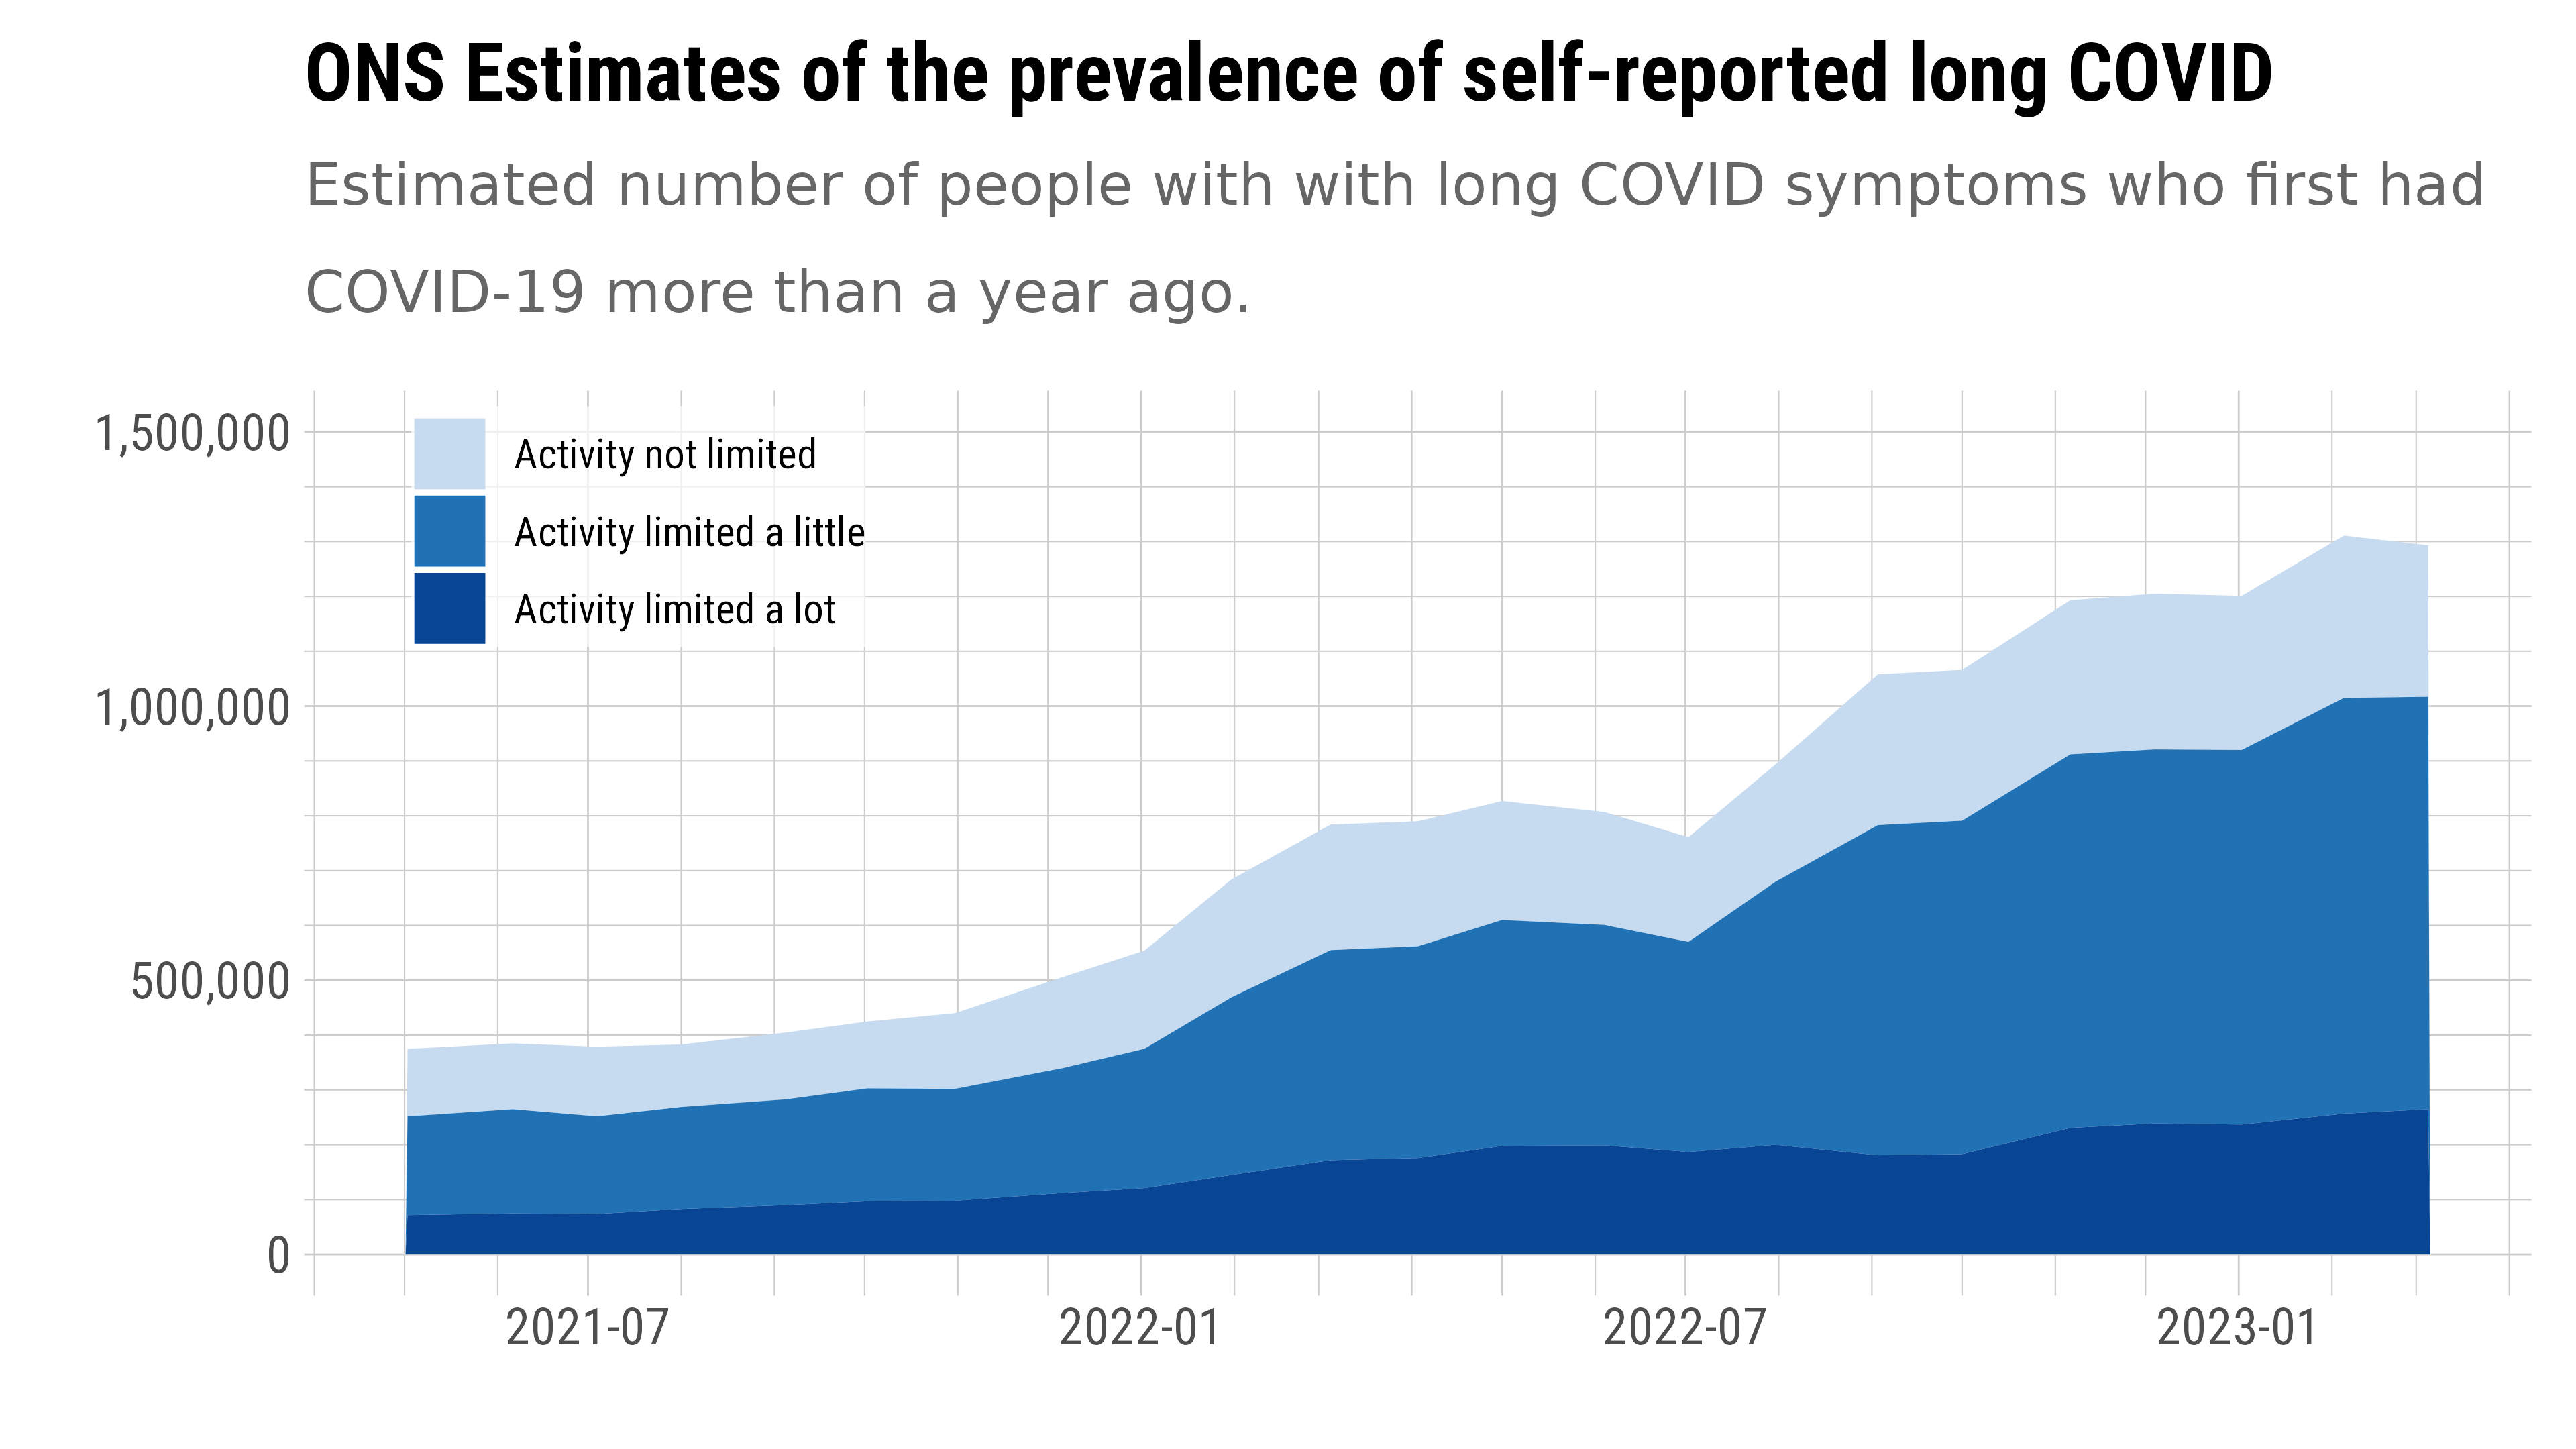 ONS Estimates of the prevalence of self-reported long COVID
Estimated number of people with with long COVID symptoms who first had
COVID-19 more than a year ago.
1,500,000
1,000,000
500,000
0
Activity not limited
Activity limited a little
Activity limited a lot
2021-07
2022-01
2022-07
2023-01